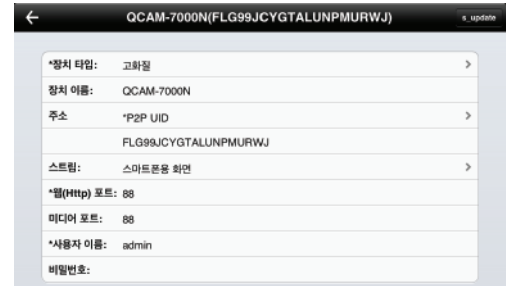 QCAM-7000N(FLG99JCYGTALUNPMURWJ)
s_update
*장치 타입: 고화질
장치 이름: QCAM-7000N
주소 *P2P UID
FLG99JCYGTALUNPMURWJ
스트림: 스마트폰용 화면
*웹(Http) 포트: 88
미디어 포트: 88
*사용자 이름: admin
비밀번호: